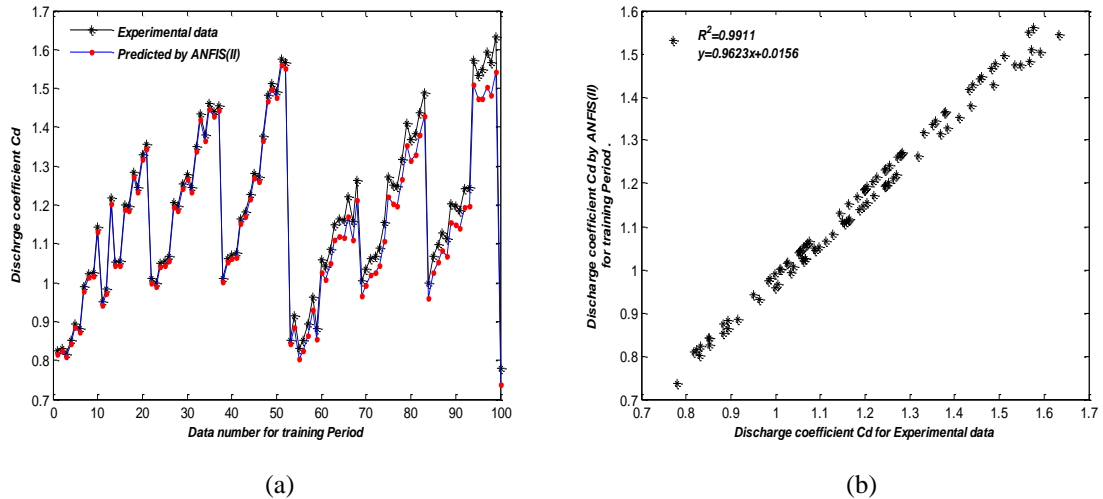 1.7
1.6
1.5
1.4
1.3
1.2
1.1
1
0.9
0.8
0.7
Dischrge coefficient Cd
Experimental data
Predicted by ANFIS(II)
0 10 20 30 40 50 60 70 80 90 100
Data number for training Period
(a)
1.6
1.5
1.4
1.3
1.2
1.1
1
0.9
0.8
0.7
Discharge coefficient Cd by ANFIS(II)
for training Period .
R²=0.9911
y=0.9623x+0.0156
0.7 0.8 0.9 1 1.1 1.2 1.3 1.4 1.5 1.6 1.7
Discharge coefficient Cd for Experimental data
(b)